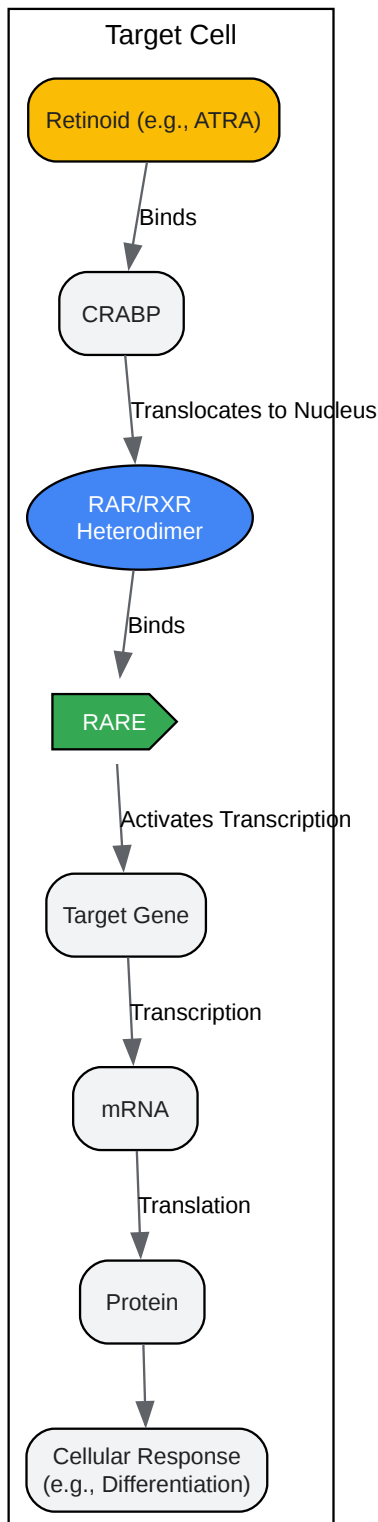 Target Cell
Retinoid (e.g., ATRA)
Binds
CRABP
Translocates to Nucleus
RAR/RXR
Heterodimer
Binds
RARE
Activates Transcription
Target Gene
Transcription
mRNA
Translation
Protein
Cellular Response
(e.g., Differentiation)